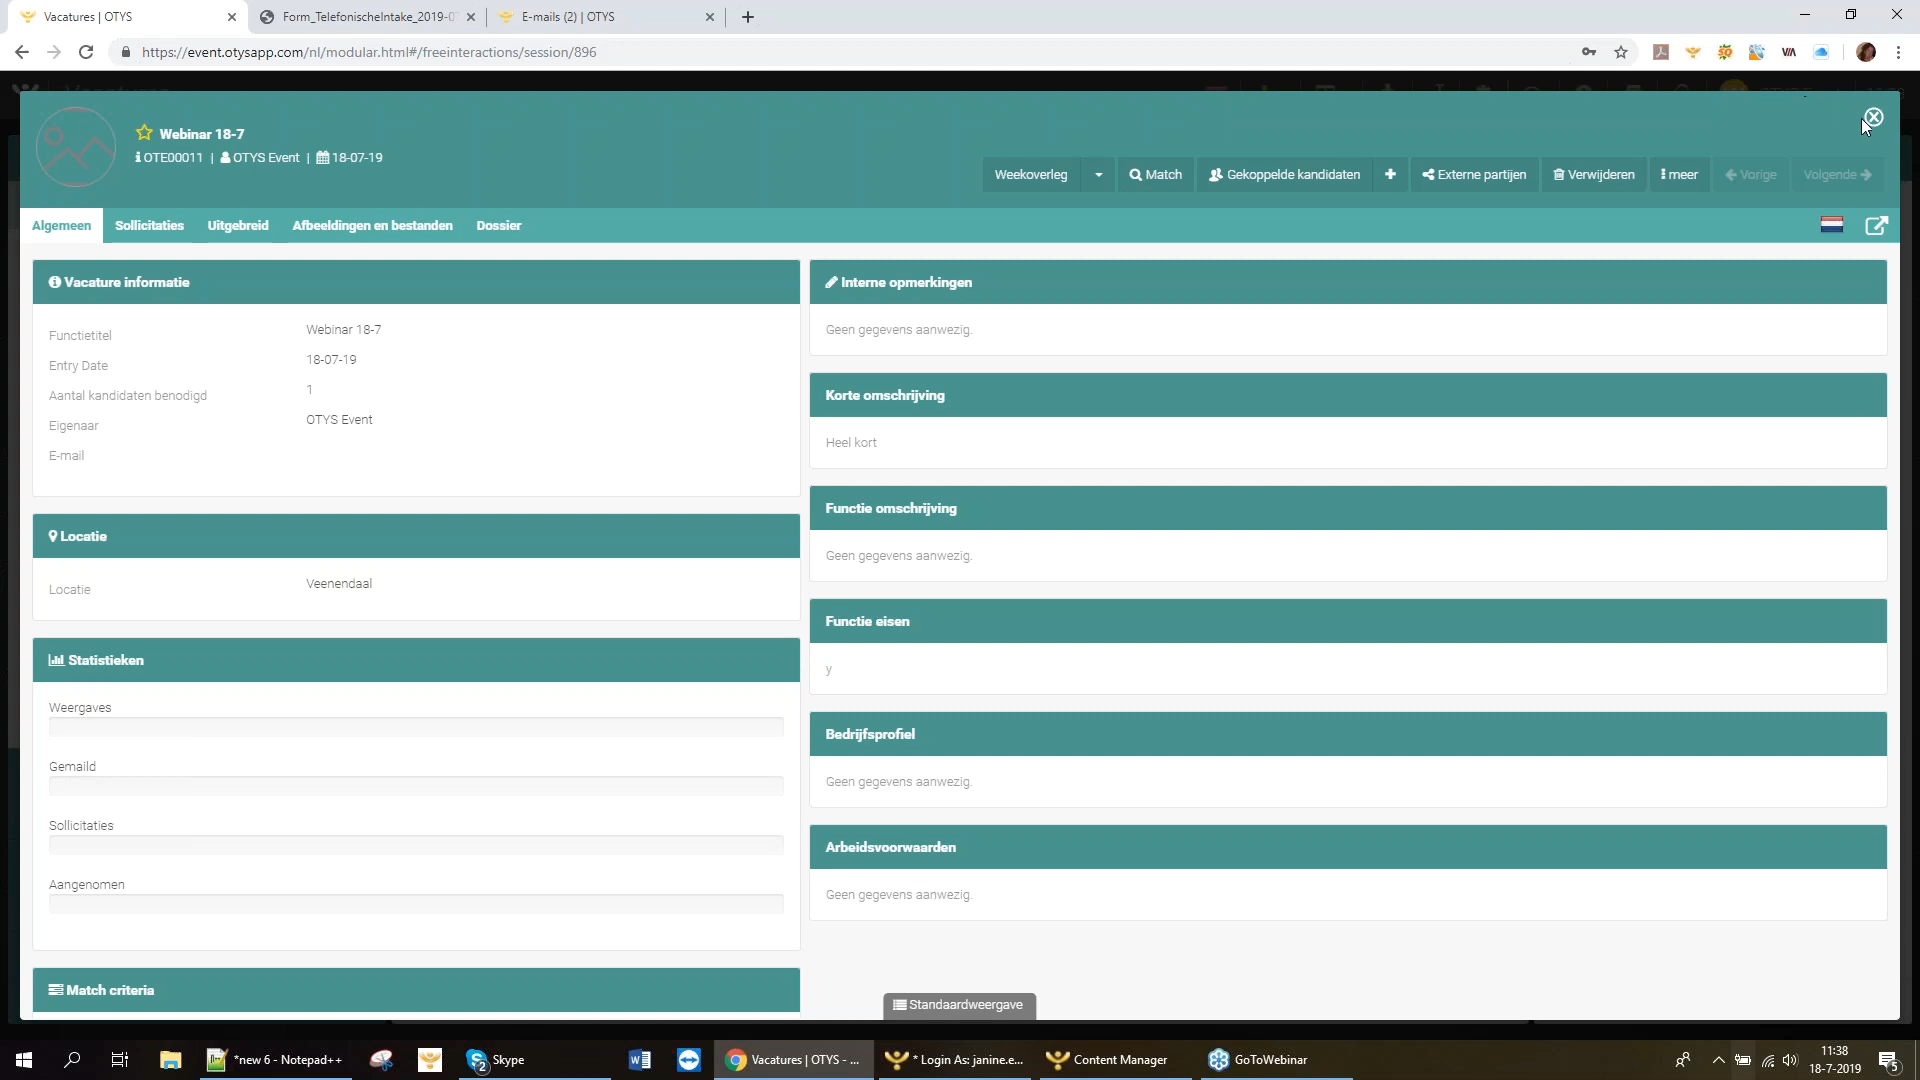 Vacatures | OTYS
Form_TelefonischeIntake_2019-0
E-mails (2) | OTYS
https://event.otysapp.com/nl/modular.html#/freeinteractions/session/896
Webinar 18-7
OTE00011 | OTYS Event | 18-07-19
Weekoverleg
Match
Gekoppelde kandidaten
Externe partijen
Verwijderen
meer
Vorige
Volgende
Algemeen
Sollicitaties
Uitgebreid
Afbeeldingen en bestanden
Dossier
Vacature informatie
Functietitel Webinar 18-7
Entry Date 18-07-19
Aantal kandidaten benodigd 1
Eigenaar OTYS Event
E-mail
Locatie
Locatie Veenendaal
Statistieken
Weergaves
Gemaild
Sollicitaties
Aangenomen
Match criteria
Interne opmerkingen
Geen gegevens aanwezig.
Korte omschrijving
Heel kort
Functie omschrijving
Geen gegevens aanwezig.
Functie eisen
y
Bedrijfsprofiel
Geen gegevens aanwezig.
Arbeidsvoorwaarden
Geen gegevens aanwezig.
Standaardweergave
*new 6 - Notepad++
2
Skype
Vacatures | OTYS - ...
* Login As: janine.e...
Content Manager
GoToWebinar
11:38
18-7-2019
5